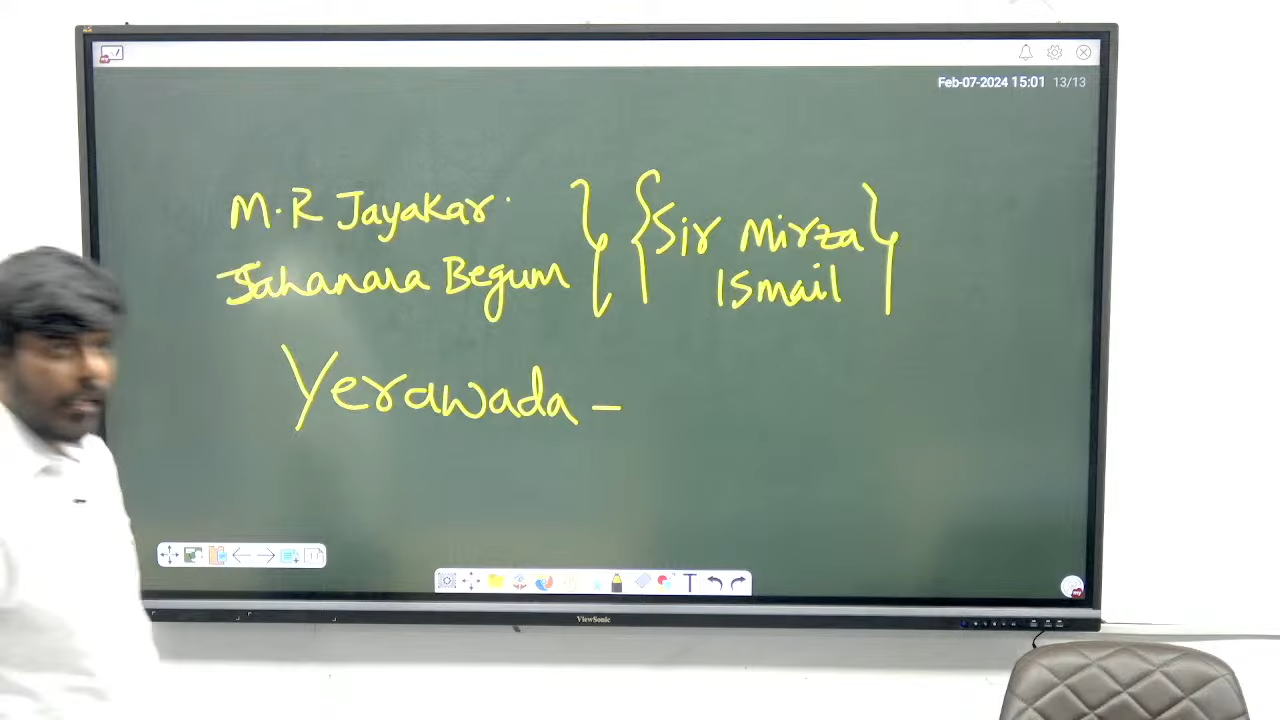 Feb-07-2024 15:01 13/13
M.R Jayakar.
Jahanara Begum
Sir Mirza
Ismail
Yerawada –
T
ViewSonic